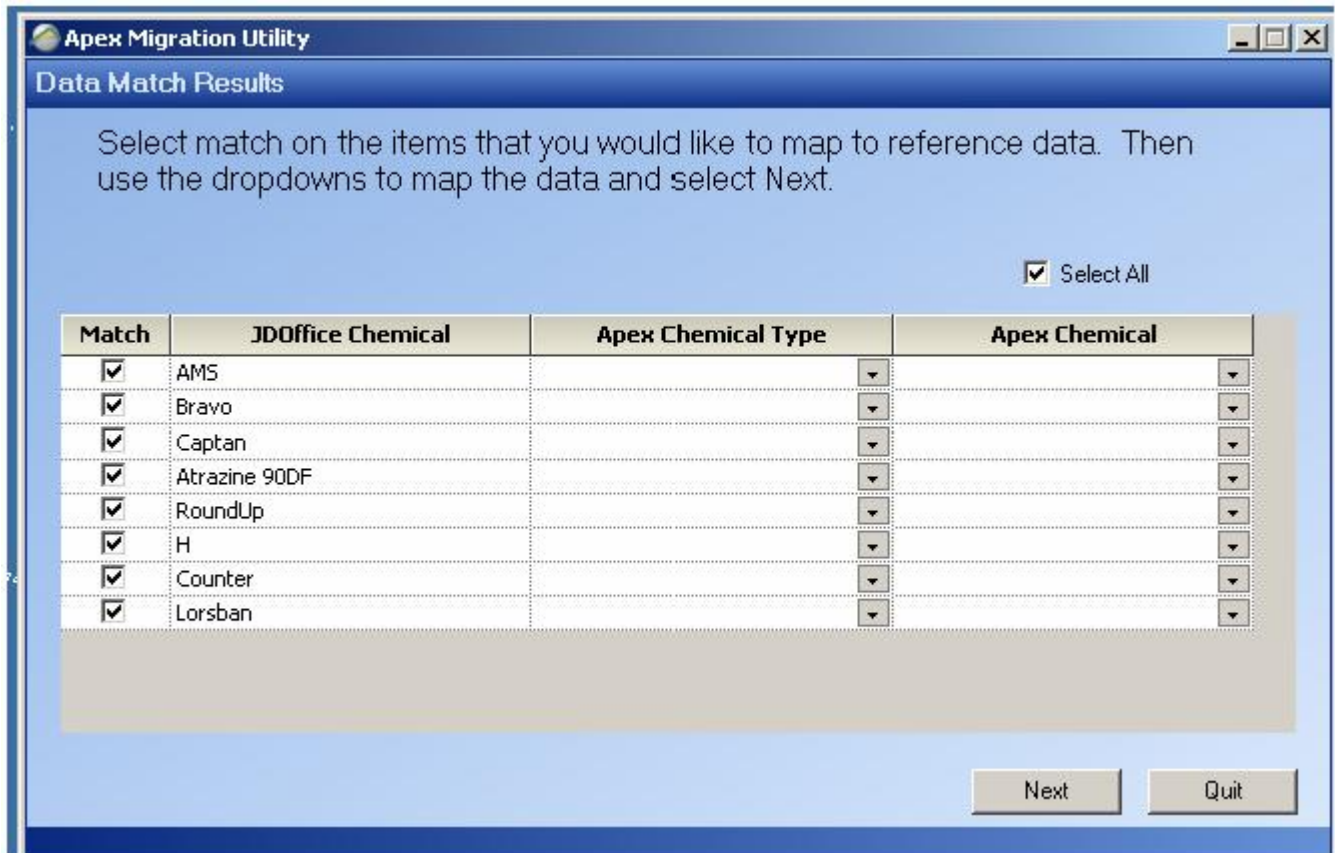 Apex Migration Utility
Data Match Results
Select match on the items that you would like to map to reference data. Then
use the dropdowns to map the data and select Next.
Select All
Match JDOffice Chemical Apex Chemical Type Apex Chemical
AMS
Bravo
Captan
Atrazine 90DF
RoundUp
H
Counter
Lorsban
Next Quit